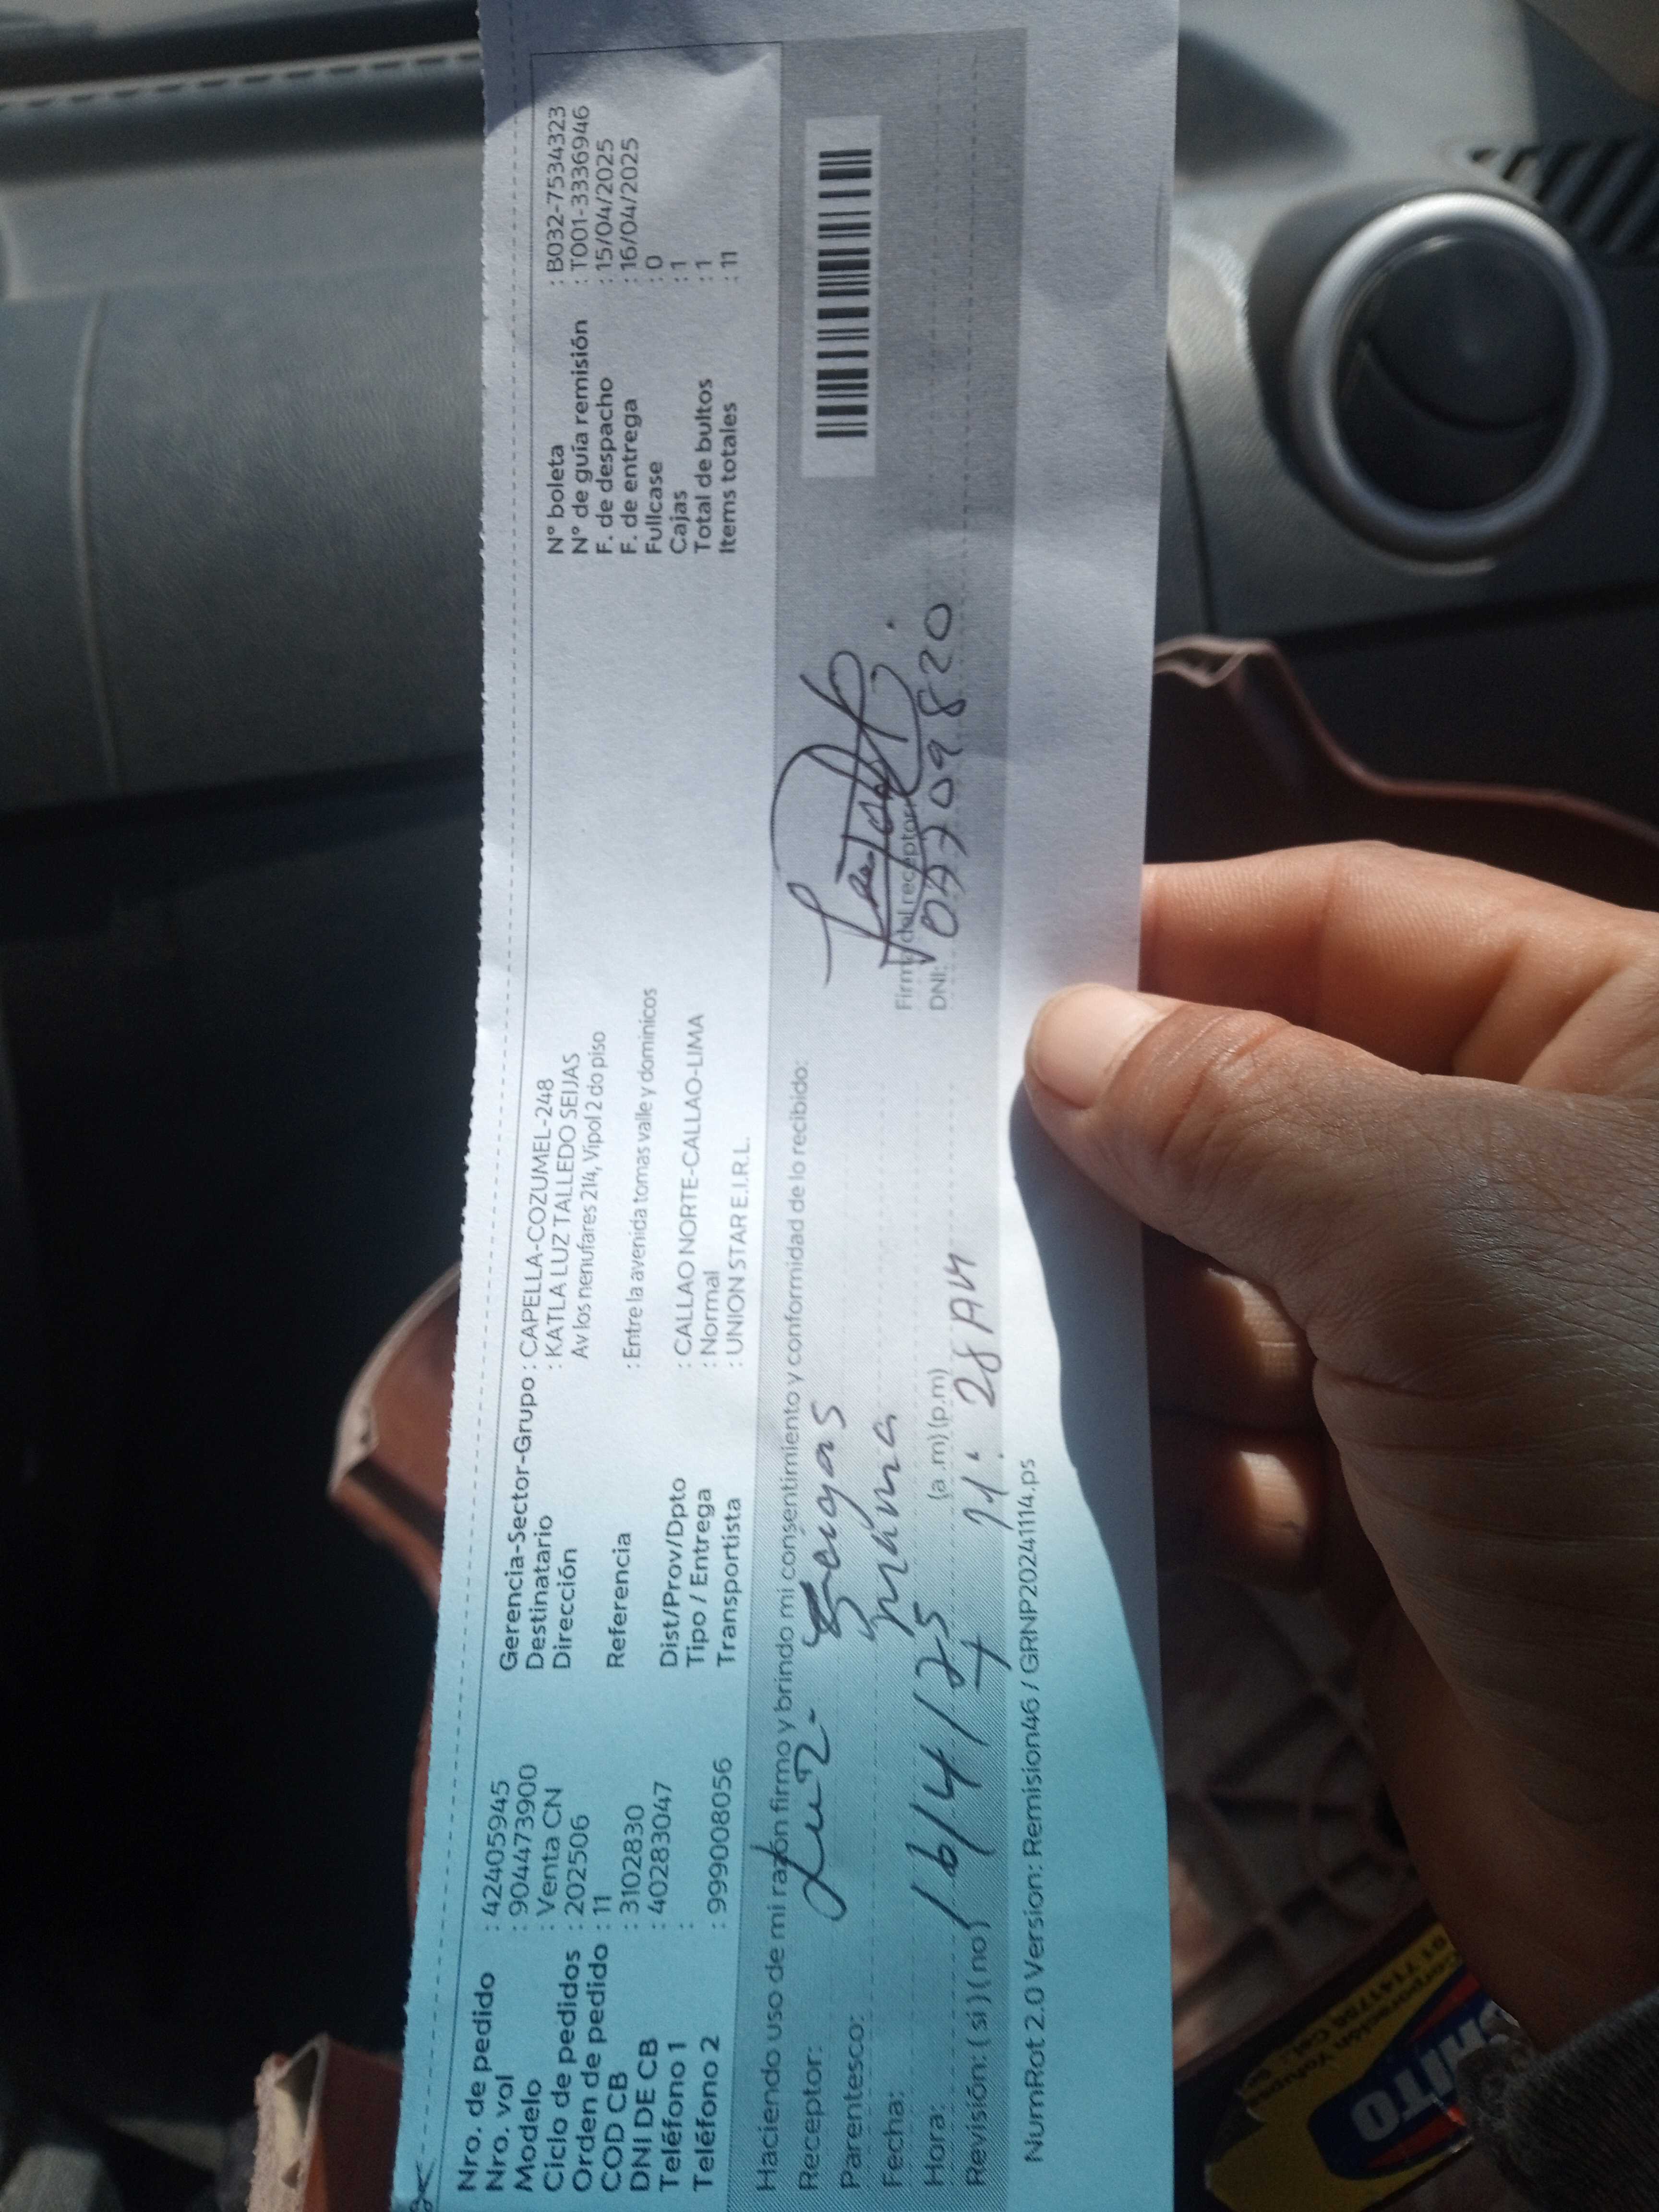 Nro. de pedido : 42405945
Nro. vol : 904473900
Modelo : Venta CN
Ciclo de pedidos : 202506
Orden de pedido : 11
COD CB : 3102830
DNI DE CB : 40283047
Teléfono 1 :
Teléfono 2 : 999008056
Gerencia-Sector-Grupo : CAPELLA-COZUMEL-248
Destinatario : KATLA LUZ TALLEDO SEIJAS
Dirección Av los nenufares 214, Vipol 2 do piso
Referencia : Entre la avenida tomas valle y dominicos
Dist/Prov/Dpto : CALLAO NORTE-CALLAO-LIMA
Tipo / Entrega : Normal
Transportista : UNION STAR E.I.R.L.
N° boleta : B032-7534323
N° de guía remisión : T001-3336946
F. de despacho : 15/04/2025
F. de entrega : 16/04/2025
Fullcase : 0
Cajas : 1
Total de bultos : 1
Items totales : 11
Haciendo uso de mi razón firmo y brindo mi consentimiento y conformidad de lo recibido:
Receptor: Luz
Parentesco: mama
Fecha: 16/4/25
Hora: (a .m) (p.m) 11: 28 AM
Revisión: ( si ) ( no )
Firma del receptor
DNI:
NumRot 2.0 Version: Remision46 / GRNP20241114.ps